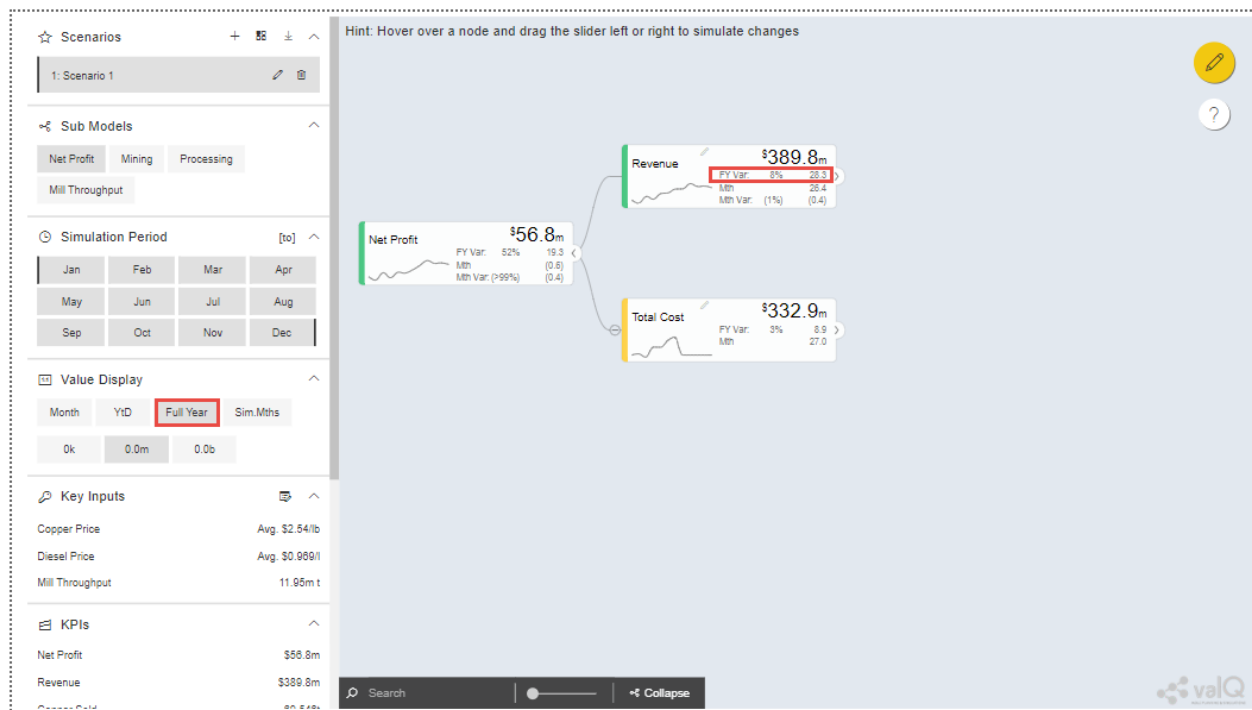 Scenarios
1: Scenario 1
Sub Models
Net Profit Mining Processing
Mill Throughput
Simulation Period [to]
Jan Feb Mar Apr
May Jun Jul Aug
Sep Oct Nov Dec
Value Display
Month YtD Full Year Sim.Mths
0k 0.0m 0.0b
Key Inputs
Copper Price Avg. $2.54/lb
Diesel Price Avg. $0.969/l
Mill Throughput 11.95m t
KPIs
Net Profit $56.8m
Revenue $389.8m
Hint: Hover over a node and drag the slider left or right to simulate changes
Net Profit $56.8m
FY Var: 52% 19.3
Mth (0.6)
Mth Var: (>99%) (0.4)
Revenue $389.8m
FY Var: 8% 28.3
Mth 26.4
Mth Var: (1%) (0.4)
Total Cost $332.9m
FY Var: 3% 8.9
Mth 27.0
?
Search Collapse
valQ